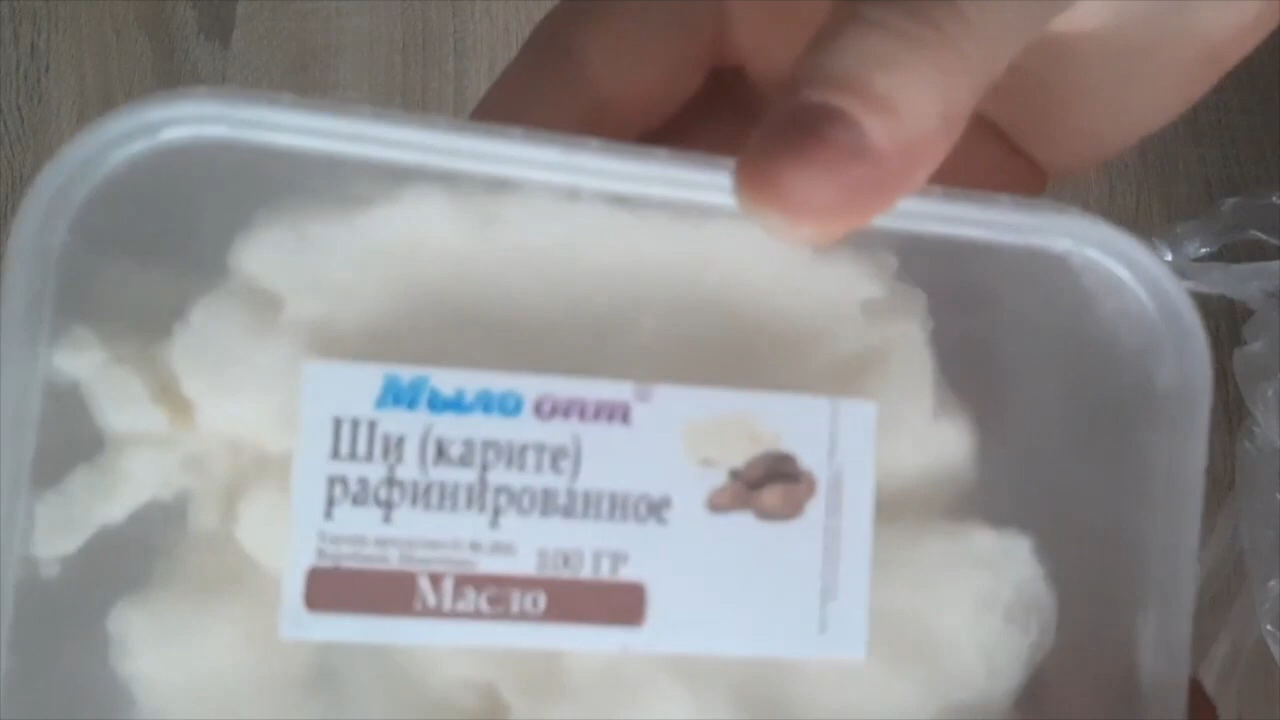 Мыло опт
Ши (карите)
рафинированное
100 ГР
Масло